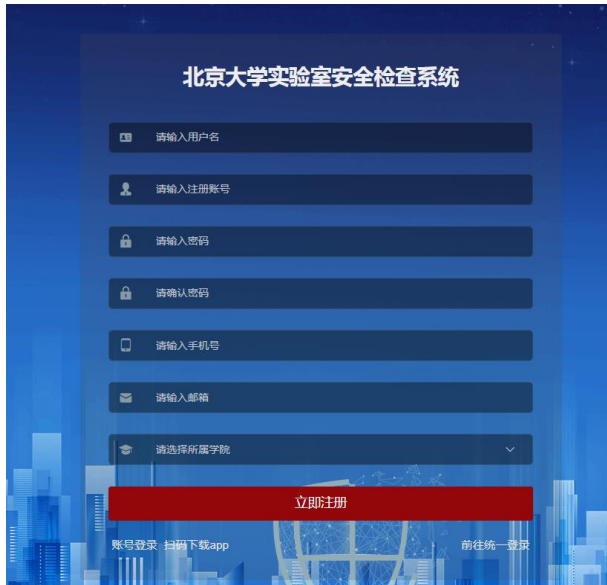 北京大学实验室安全检查系统
请输入用户名
请输入注册账号
请输入密码
请确认密码
请输入手机号
请输入邮箱
请选择所属学院
立即注册
账号登录 扫码下载app 前往统一登录